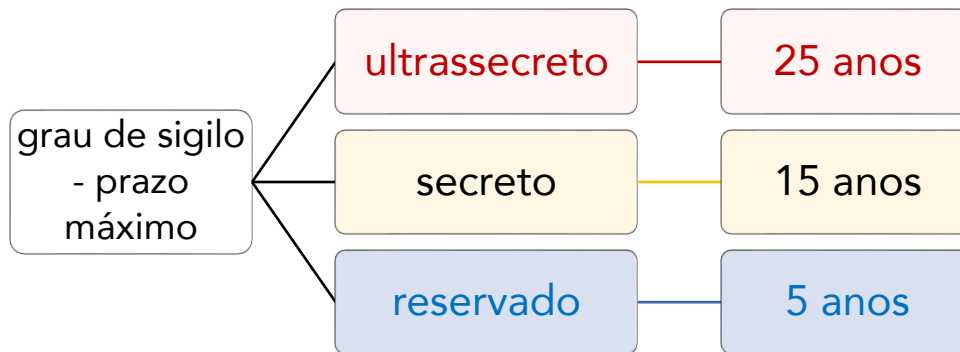 grau de sigilo
- prazo
máximo
ultrassecreto
25 anos
secreto
15 anos
reservado
5 anos